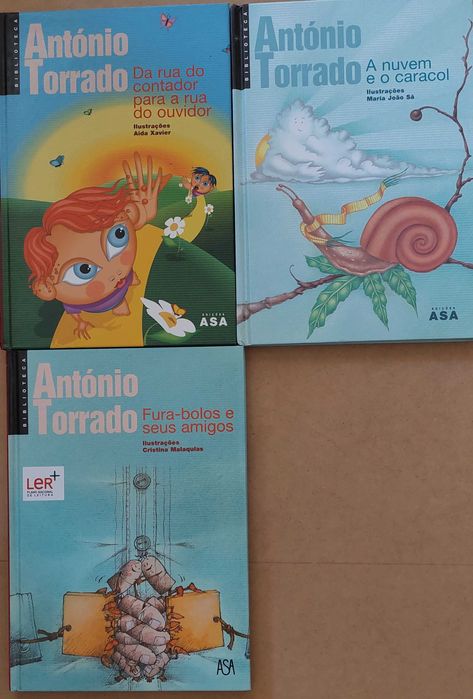 BIBLIOTECA
António
Torrado
Da rua do
contador
para a rua
do ouvidor
Ilustrações
Aida Xavier
EDIÇÕES
ASA
BIBLIOTECA
António
Torrado
A nuvem
e o caracol
Ilustrações
Maria João Sá
EDIÇÕES
ASA
BIBLIOTECA
António
Torrado
Fura-bolos e
seus amigos
Ilustrações
Cristina Malaquias
LeR+
PLANO NACIONAL
DE LEITURA
ASA